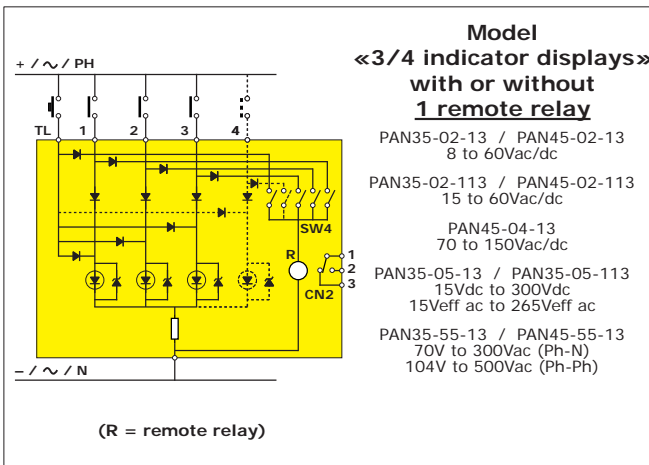 Model
«3/4 indicator displays»
with or without
1 remote relay
+ / ∿ / PH
TL 1 2 3 4
SW4
R
1
2
3
CN2
− / ∿ / N
(R = remote relay)
PAN35-02-13 / PAN45-02-13
8 to 60Vac/dc
PAN35-02-113 / PAN45-02-113
15 to 60Vac/dc
PAN45-04-13
70 to 150Vac/dc
PAN35-05-13 / PAN35-05-113
15Vdc to 300Vdc
15Veff ac to 265Veff ac
PAN35-55-13 / PAN45-55-13
70V to 300Vac (Ph-N)
104V to 500Vac (Ph-Ph)